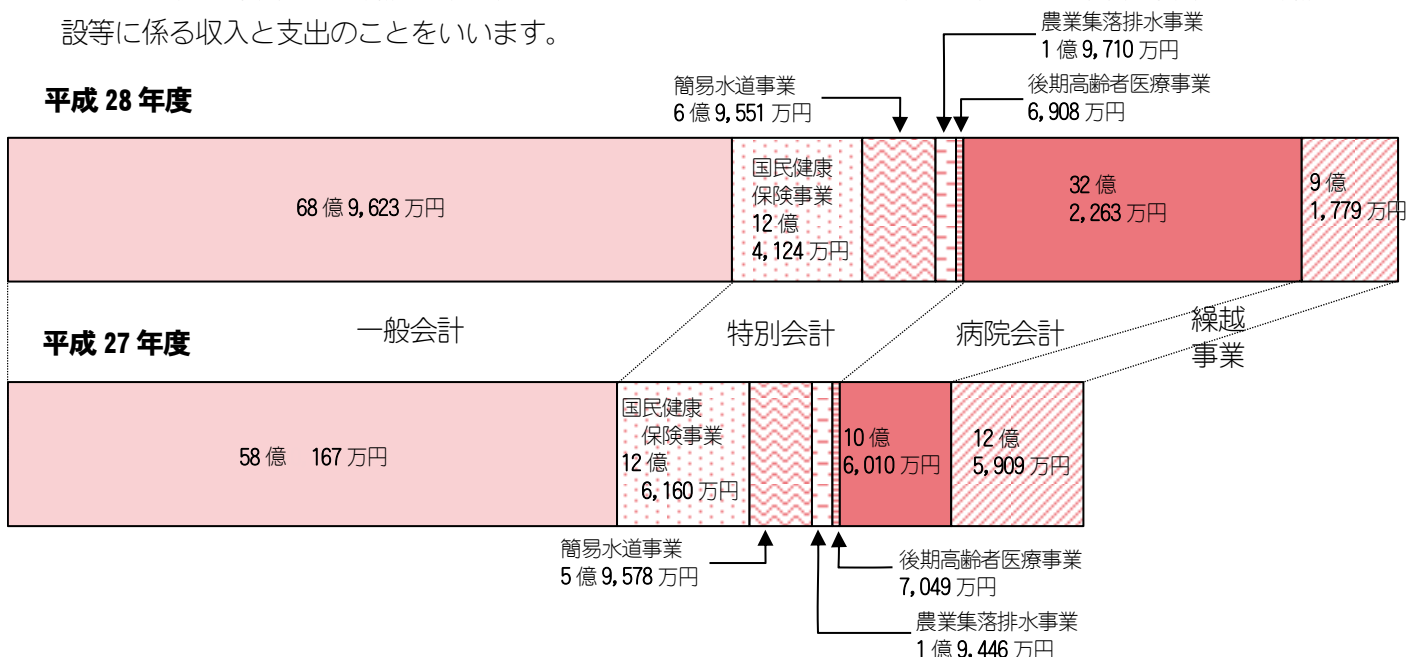 設等に係る収入と支出のことをいいます。
農業集落排水事業
1億9,710万円
簡易水道事業
6億9,551万円
後期高齢者医療事業
6,908万円
平成28年度
68億9,623万円
国民健康
保険事業
12億
4,124万円
32億
2,263万円
9億
1,779万円
一般会計
特別会計
病院会計
繰越
事業
平成27年度
58億　167万円
国民健康
保険事業
12億
6,160万円
10億
6,010万円
12億
5,909万円
簡易水道事業
5億9,578万円
後期高齢者医療事業
7,049万円
農業集落排水事業
1億9,446万円